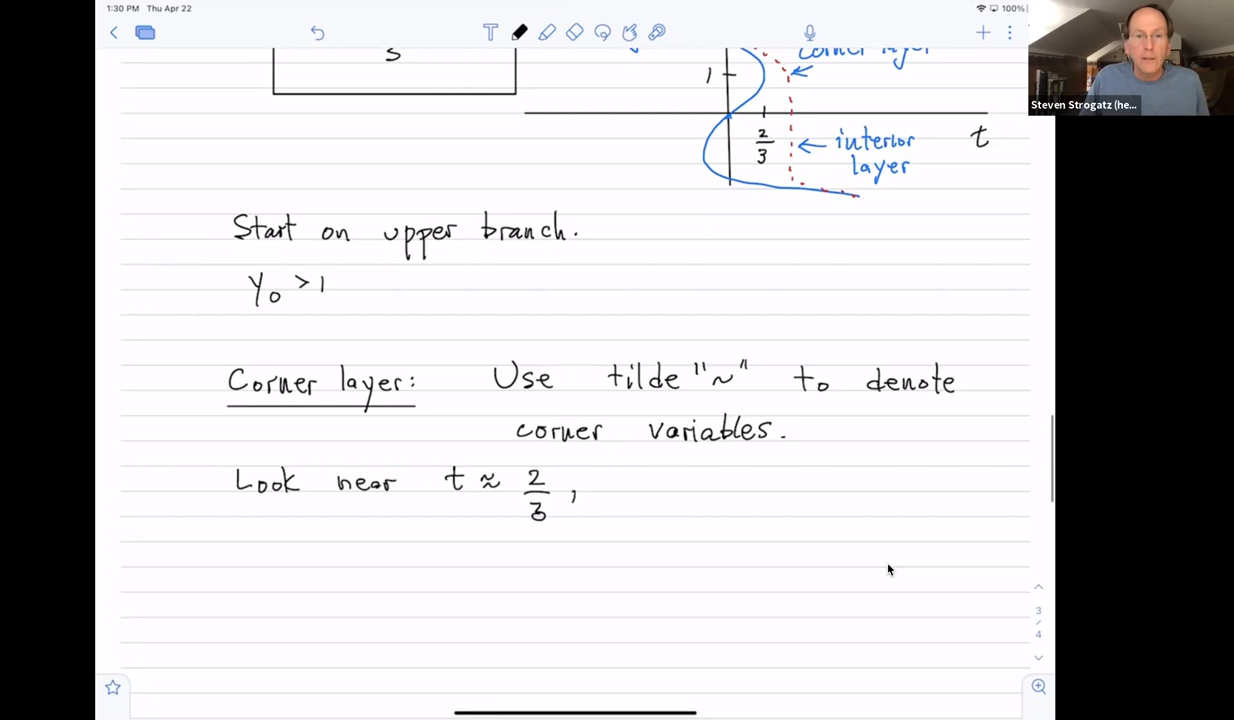 1:30 PM Thu Apr 22
100%
Steven Strogatz (he...
3
corner layer
1
2/3
interior
layer
t
Start on upper branch.
y₀ > 1
Corner layer: Use tilde "~" to denote
corner variables.
Look near t ≈ 2/3 ,
3
/
4